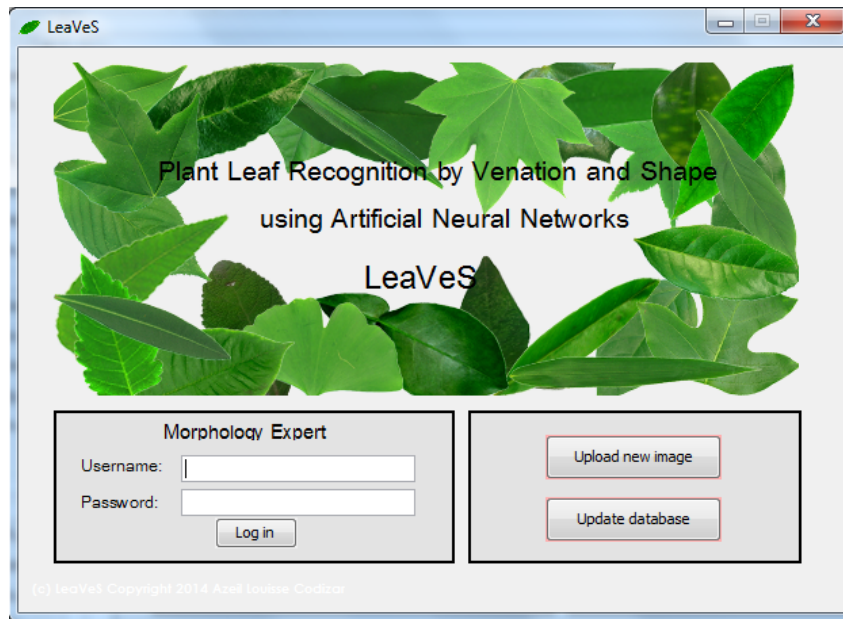 LeaVeS
Plant Leaf Recognition by Venation and Shape
using Artificial Neural Networks
LeaVeS
Morphology Expert
Username:
Password:
Log in
Upload new image
Update database
(c) LeaVeS Copyright 2014 Azeil Louisse Codizar